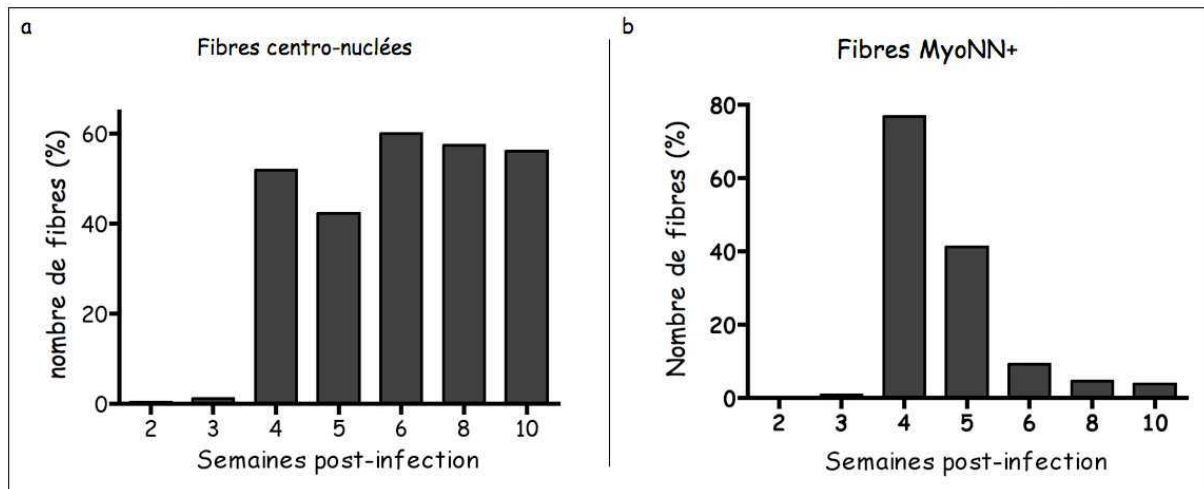 a
Fibres centro-nucléées
nombre de fibres (%)
60
40
20
0
2 3 4 5 6 8 10
Semaines post-infection
b
Fibres MyoNN+
Nombre de fibres (%)
80
60
40
20
0
2 3 4 5 6 8 10
Semaines post-infection